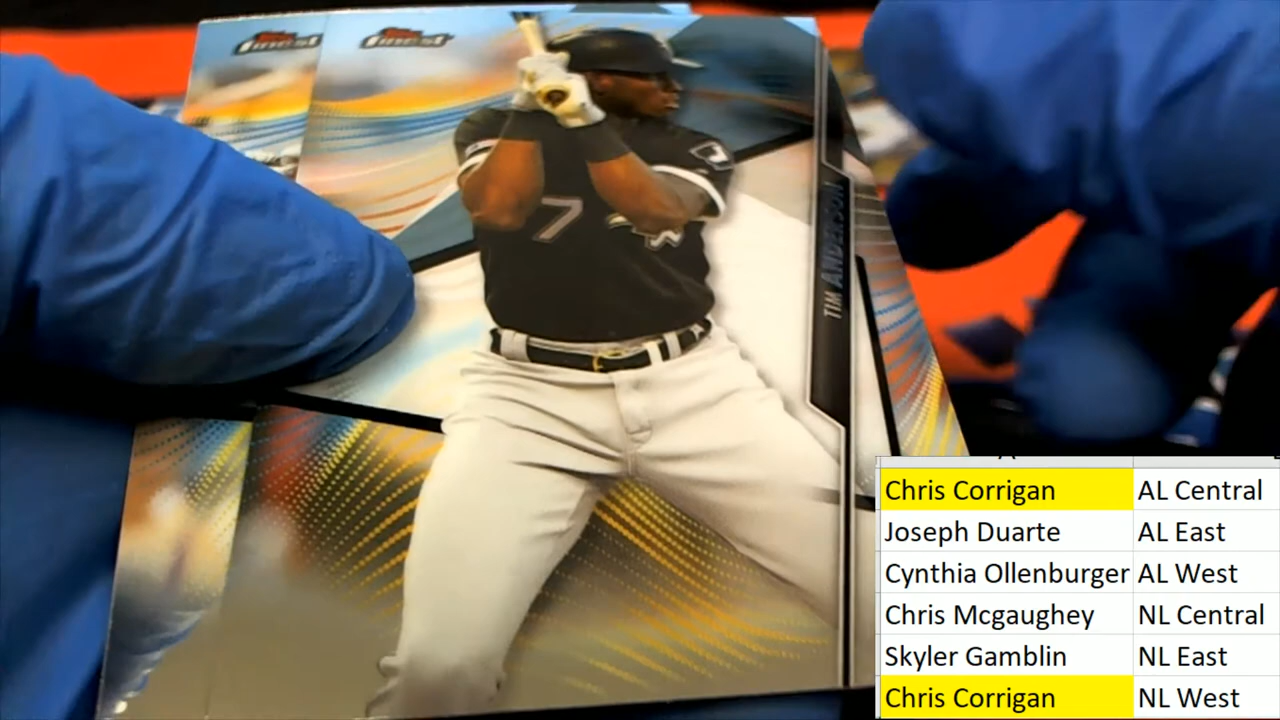 Topps Finest
Topps Finest
7
TIM ANDERSON
Chris Corrigan AL Central
Joseph Duarte AL East
Cynthia Ollenburger AL West
Chris Mcgaughey NL Central
Skyler Gamblin NL East
Chris Corrigan NL West